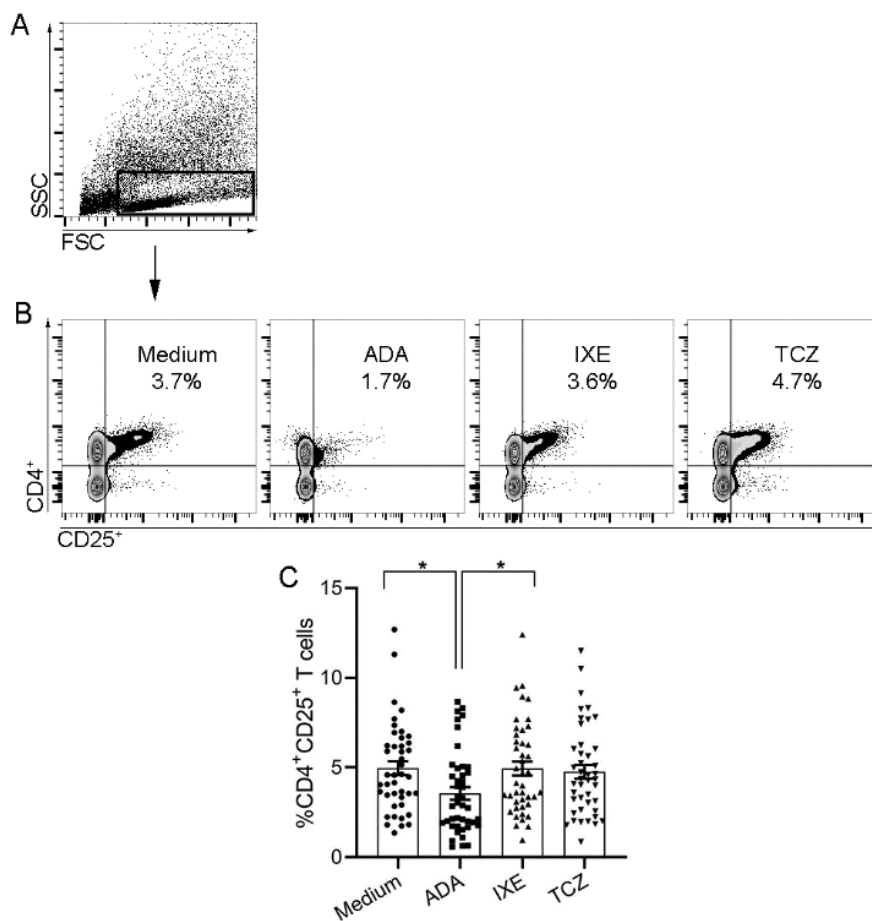 A
SSC
FSC
B
Medium
3.7%
ADA
1.7%
IXE
3.6%
TCZ
4.7%
CD4⁺
CD25⁺
C
* *
%CD4⁺CD25⁺ T cells
15
10
5
0
Medium
ADA
IXE
TCZ